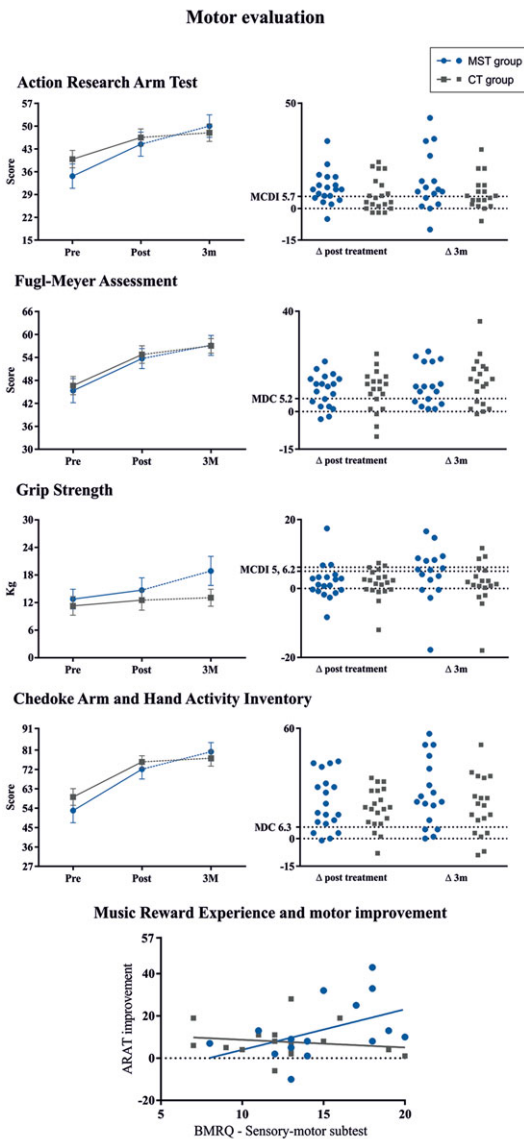 Motor evaluation
MST group
CT group
Action Research Arm Test
57
50
43
36
29
22
15
Score
Pre
Post
3m
50
MCDI 5.7
0
-15
Δ post treatment
Δ 3m
Fugl-Meyer Assessment
66
60
54
48
42
36
30
Score
Pre
Post
3M
40
MDC 5.2
0
-15
Δ post treatment
Δ 3m
Grip Strength
30
24
18
12
6
0
Kg
Pre
Post
3M
20
MCDI 5, 6.2
0
-20
Δ post treatment
Δ 3m
Chedoke Arm and Hand Activity Inventory
91
81
72
63
54
45
36
27
Score
Pre
Post
3M
60
MDC 6.3
0
-15
Δ post treatment
Δ 3m
Music Reward Experience and motor improvement
57
40
20
0
-20
ARAT improvement
5
10
15
20
BMRQ - Sensory-motor subtest